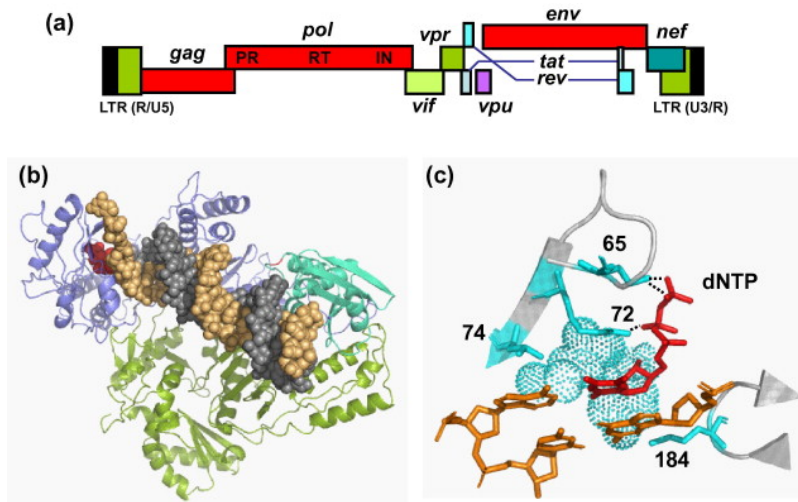 (a)
gag pol vpr env nef
PR RT IN
tat
rev
LTR (R/U5) vif vpu LTR (U3/R)
(b)
(c)
65
dNTP
72
74
184